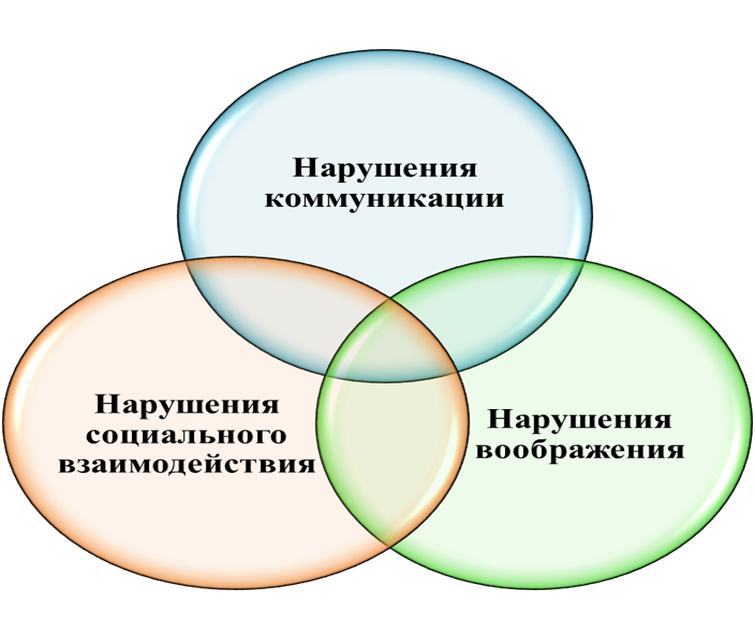 Нарушения
коммуникации
Нарушения
социального
взаимодействия
Нарушения
воображения